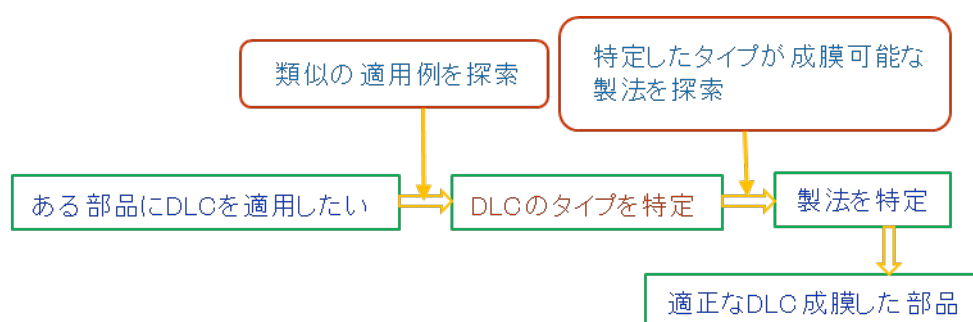 類似の適用例を探索
特定したタイプが成膜可能な
製法を探索
ある部品にDLCを適用したい
DLCのタイプを特定
製法を特定
適正なDLC成膜した部品